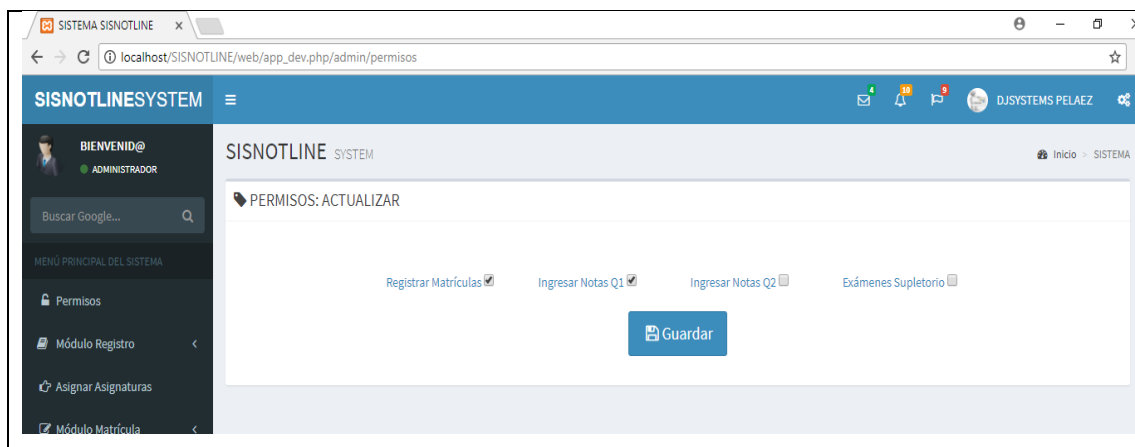 SISTEMA SISNOTLINE
localhost/SISNOTLINE/web/app_dev.php/admin/permisos
SISNOTLINESYSTEM
4
10
9
DJSYSTEMS PELAEZ
BIENVENID@
ADMINISTRADOR
SISNOTLINE SYSTEM
Inicio > SISTEMA
Buscar Google...
PERMISOS: ACTUALIZAR
MENÚ PRINCIPAL DEL SISTEMA
Registrar Matrículas
Ingresar Notas Q1
Ingresar Notas Q2
Exámenes Supletorio
Permisos
Guardar
Módulo Registro
Asignar Asignaturas
Módulo Matrícula